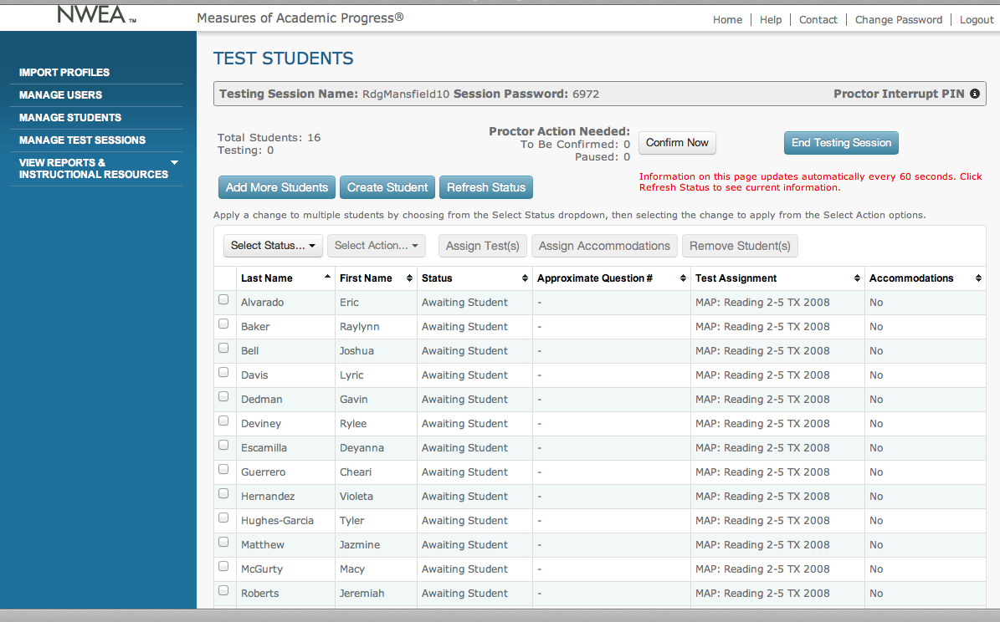 NWEA™ Measures of Academic Progress®
Home | Help | Contact | Change Password | Logout
IMPORT PROFILES
MANAGE USERS
MANAGE STUDENTS
MANAGE TEST SESSIONS
VIEW REPORTS &
INSTRUCTIONAL RESOURCES
TEST STUDENTS
Testing Session Name: RdgMansfield10 Session Password: 6972 Proctor Interrupt PIN
Total Students: 16
Testing: 0
Proctor Action Needed:
To Be Confirmed: 0
Paused: 0
Confirm Now
End Testing Session
Information on this page updates automatically every 60 seconds. Click
Refresh Status to see current information.
Add More Students Create Student Refresh Status
Apply a change to multiple students by choosing from the Select Status dropdown, then selecting the change to apply from the Select Action options.
Select Status... Select Action... Assign Test(s) Assign Accommodations Remove Student(s)
Last Name First Name Status Approximate Question # Test Assignment Accommodations
Alvarado Eric Awaiting Student - MAP: Reading 2-5 TX 2008 No
Baker Raylynn Awaiting Student - MAP: Reading 2-5 TX 2008 No
Bell Joshua Awaiting Student - MAP: Reading 2-5 TX 2008 No
Davis Lyric Awaiting Student - MAP: Reading 2-5 TX 2008 No
Dedman Gavin Awaiting Student - MAP: Reading 2-5 TX 2008 No
Deviney Rylee Awaiting Student - MAP: Reading 2-5 TX 2008 No
Escamilla Deyanna Awaiting Student - MAP: Reading 2-5 TX 2008 No
Guerrero Cheari Awaiting Student - MAP: Reading 2-5 TX 2008 No
Hernandez Violeta Awaiting Student - MAP: Reading 2-5 TX 2008 No
Hughes-Garcia Tyler Awaiting Student - MAP: Reading 2-5 TX 2008 No
Matthew Jazmine Awaiting Student - MAP: Reading 2-5 TX 2008 No
McGurty Macy Awaiting Student - MAP: Reading 2-5 TX 2008 No
Roberts Jeremiah Awaiting Student - MAP: Reading 2-5 TX 2008 No